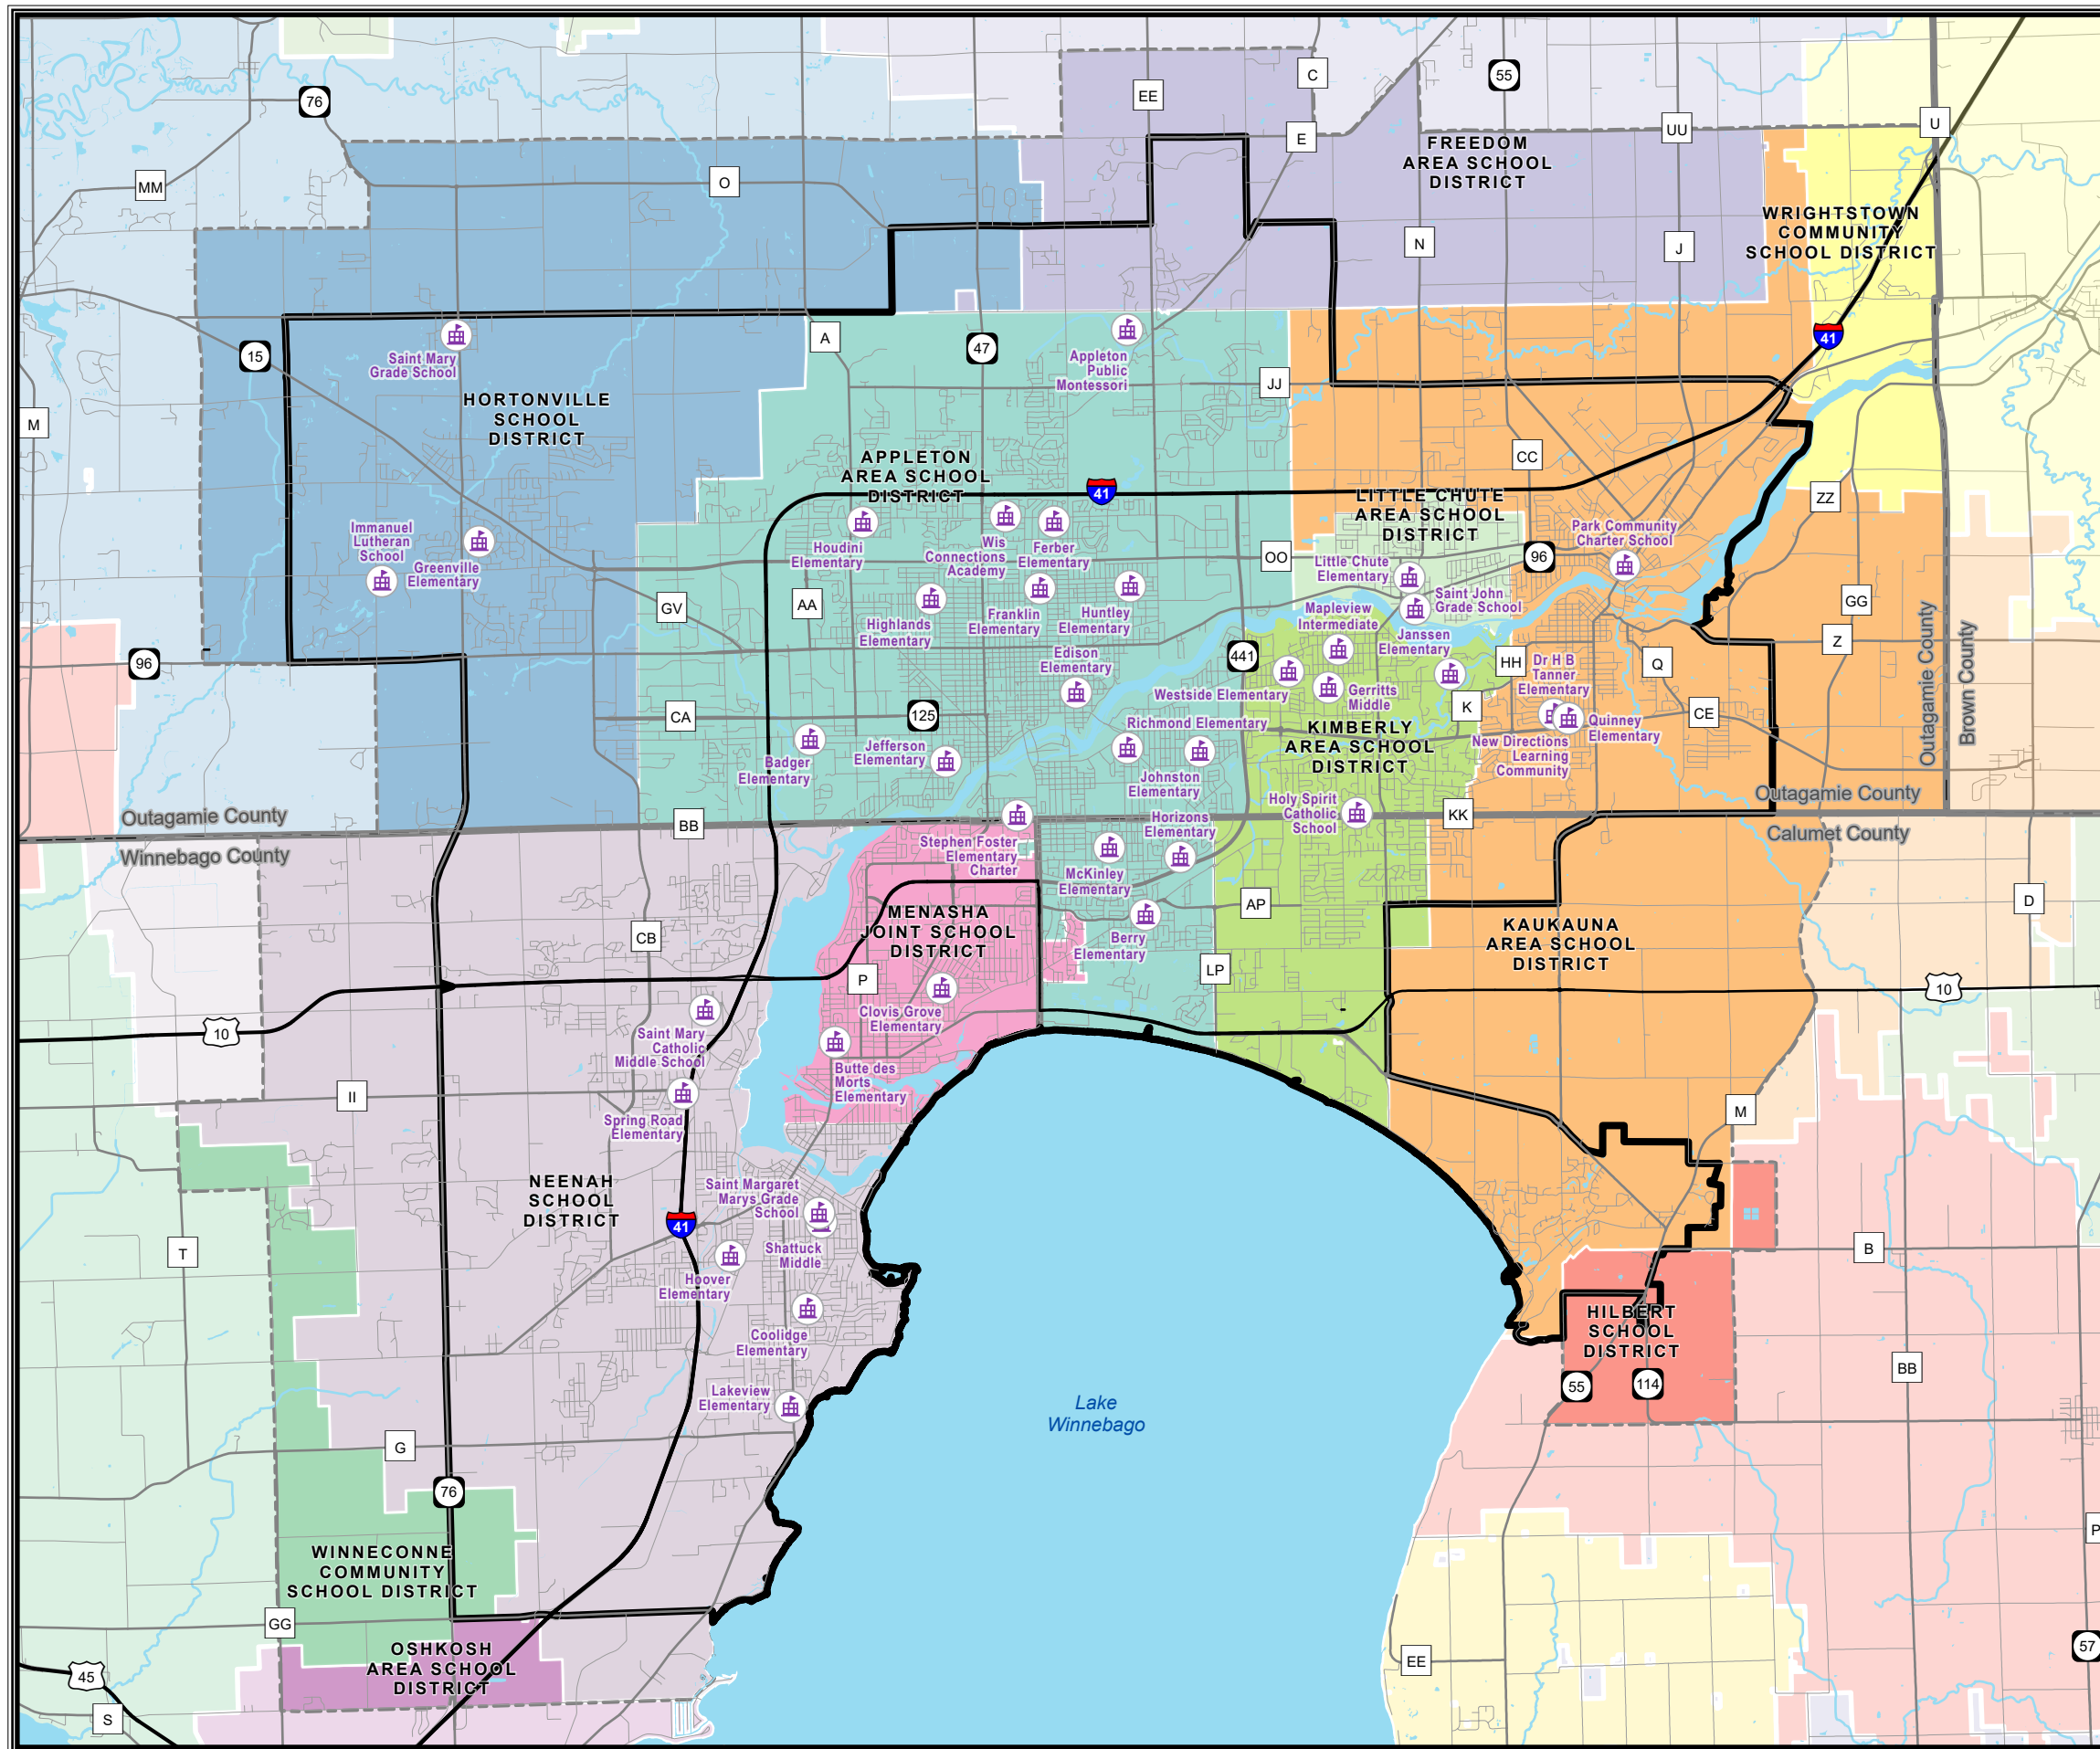 76
EE
C
55
E
UU
U
FREEDOM
AREA SCHOOL
DISTRICT
MM
O
WRIGHTSTOWN
COMMUNITY
SCHOOL DISTRICT
N
J
Saint Mary
Grade School
15
A
47
Appleton
Public
Montessori
41
JJ
M
HORTONVILLE
SCHOOL
DISTRICT
APPLETON
AREA SCHOOL
DISTRICT
41
CC
LITTLE CHUTE
AREA SCHOOL
DISTRICT
ZZ
Immanuel
Lutheran
School
Greenville
Elementary
Houdini
Elementary
Wis
Connections
Academy
Ferber
Elementary
OO
Park Community
Charter School
96
Little Chute
Elementary
Saint John
Grade School
GV
AA
Highlands
Elementary
Franklin
Elementary
Huntley
Elementary
Mapleview
Intermediate
Janssen
Elementary
GG
Z
96
Edison
Elementary
441
HH
Dr H B
Tanner
Elementary
Q
Westside Elementary
Gerritts
Middle
K
CE
CA
125
Richmond Elementary
KIMBERLY
AREA SCHOOL
DISTRICT
Quinney
Elementary
New Directions
Learning
Community
Outagamie County
Brown County
Badger
Elementary
Jefferson
Elementary
Johnston
Elementary
Holy Spirit
Catholic
School
KK
Outagamie County
Calumet County
Outagamie County
Winnebago County
BB
Stephen Foster
Elementary
Charter
Horizons
Elementary
McKinley
Elementary
AP
D
CB
MENASHA
JOINT SCHOOL
DISTRICT
Berry
Elementary
KAUKAUNA
AREA SCHOOL
DISTRICT
P
LP
10
10
Clovis Grove
Elementary
Saint Mary
Catholic
Middle School
Butte des
Morts
Elementary
II
M
Spring Road
Elementary
NEENAH
SCHOOL
DISTRICT
Saint Margaret
Marys Grade
School
41
T
Shattuck
Middle
B
Hoover
Elementary
HILBERT
SCHOOL
DISTRICT
Coolidge
Elementary
BB
55
114
Lakeview
Elementary
Lake
Winnebago
G
76
P
WINNECONNE
COMMUNITY
SCHOOL DISTRICT
GG
OSHKOSH
AREA SCHOOL
DISTRICT
57
EE
45
S